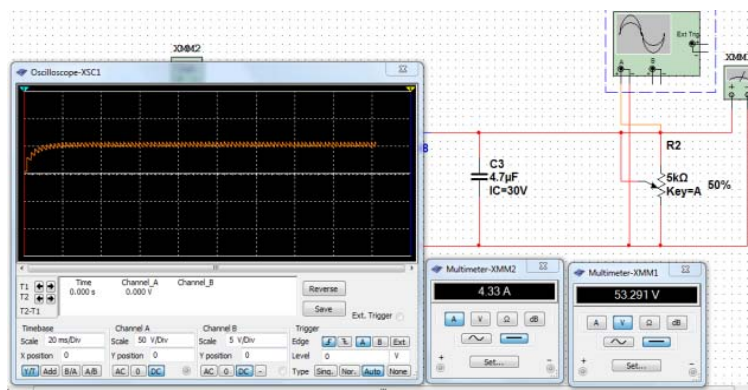 XMM2
Oscilloscope-XSC1
Ext Trig
A
B
R2
5kΩ
Key=A
50%
C3
4.7µF
IC=30V
Time
Channel_A
Channel_B
T1
T2
T2-T1
0.000 s
0.000 V
Reverse
Save
Ext. Trigger
Timebase
Scale 20 ms/Div
X position 0
Y/T Add B/A A/B
Channel A
Scale 50 V/Div
Y position 0
AC 0 DC
Channel B
Scale 5 V/Div
Y position 0
AC 0 DC -
Trigger
Edge A B Ext
Level 0 V
Type Sing. Nor. Auto None
Multimeter-XMM2
4.33 A
A V Ω dB
+ Set... -
Multimeter-XMM1
53.291 V
A V Ω dB
+ Set... -